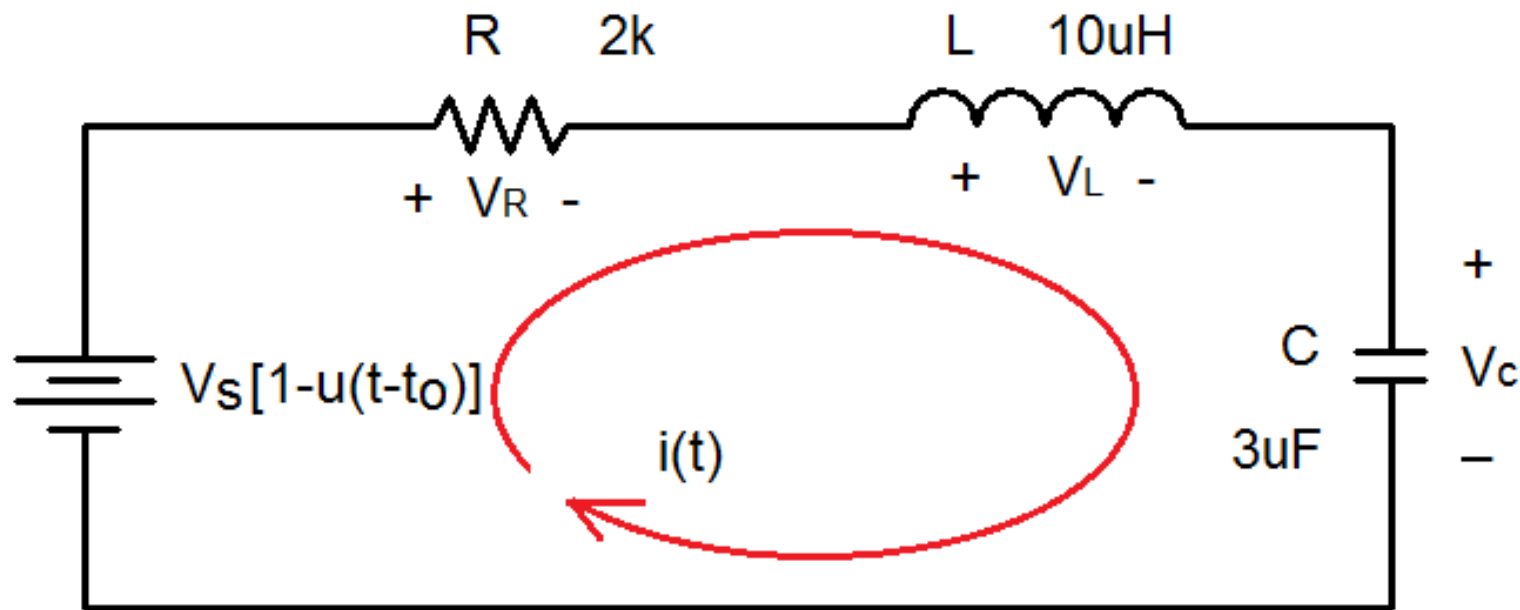 R 2k L 10uH
+ VR - + VL -
+
VS[1-u(t-to)] C Vc
i(t) 3uF –